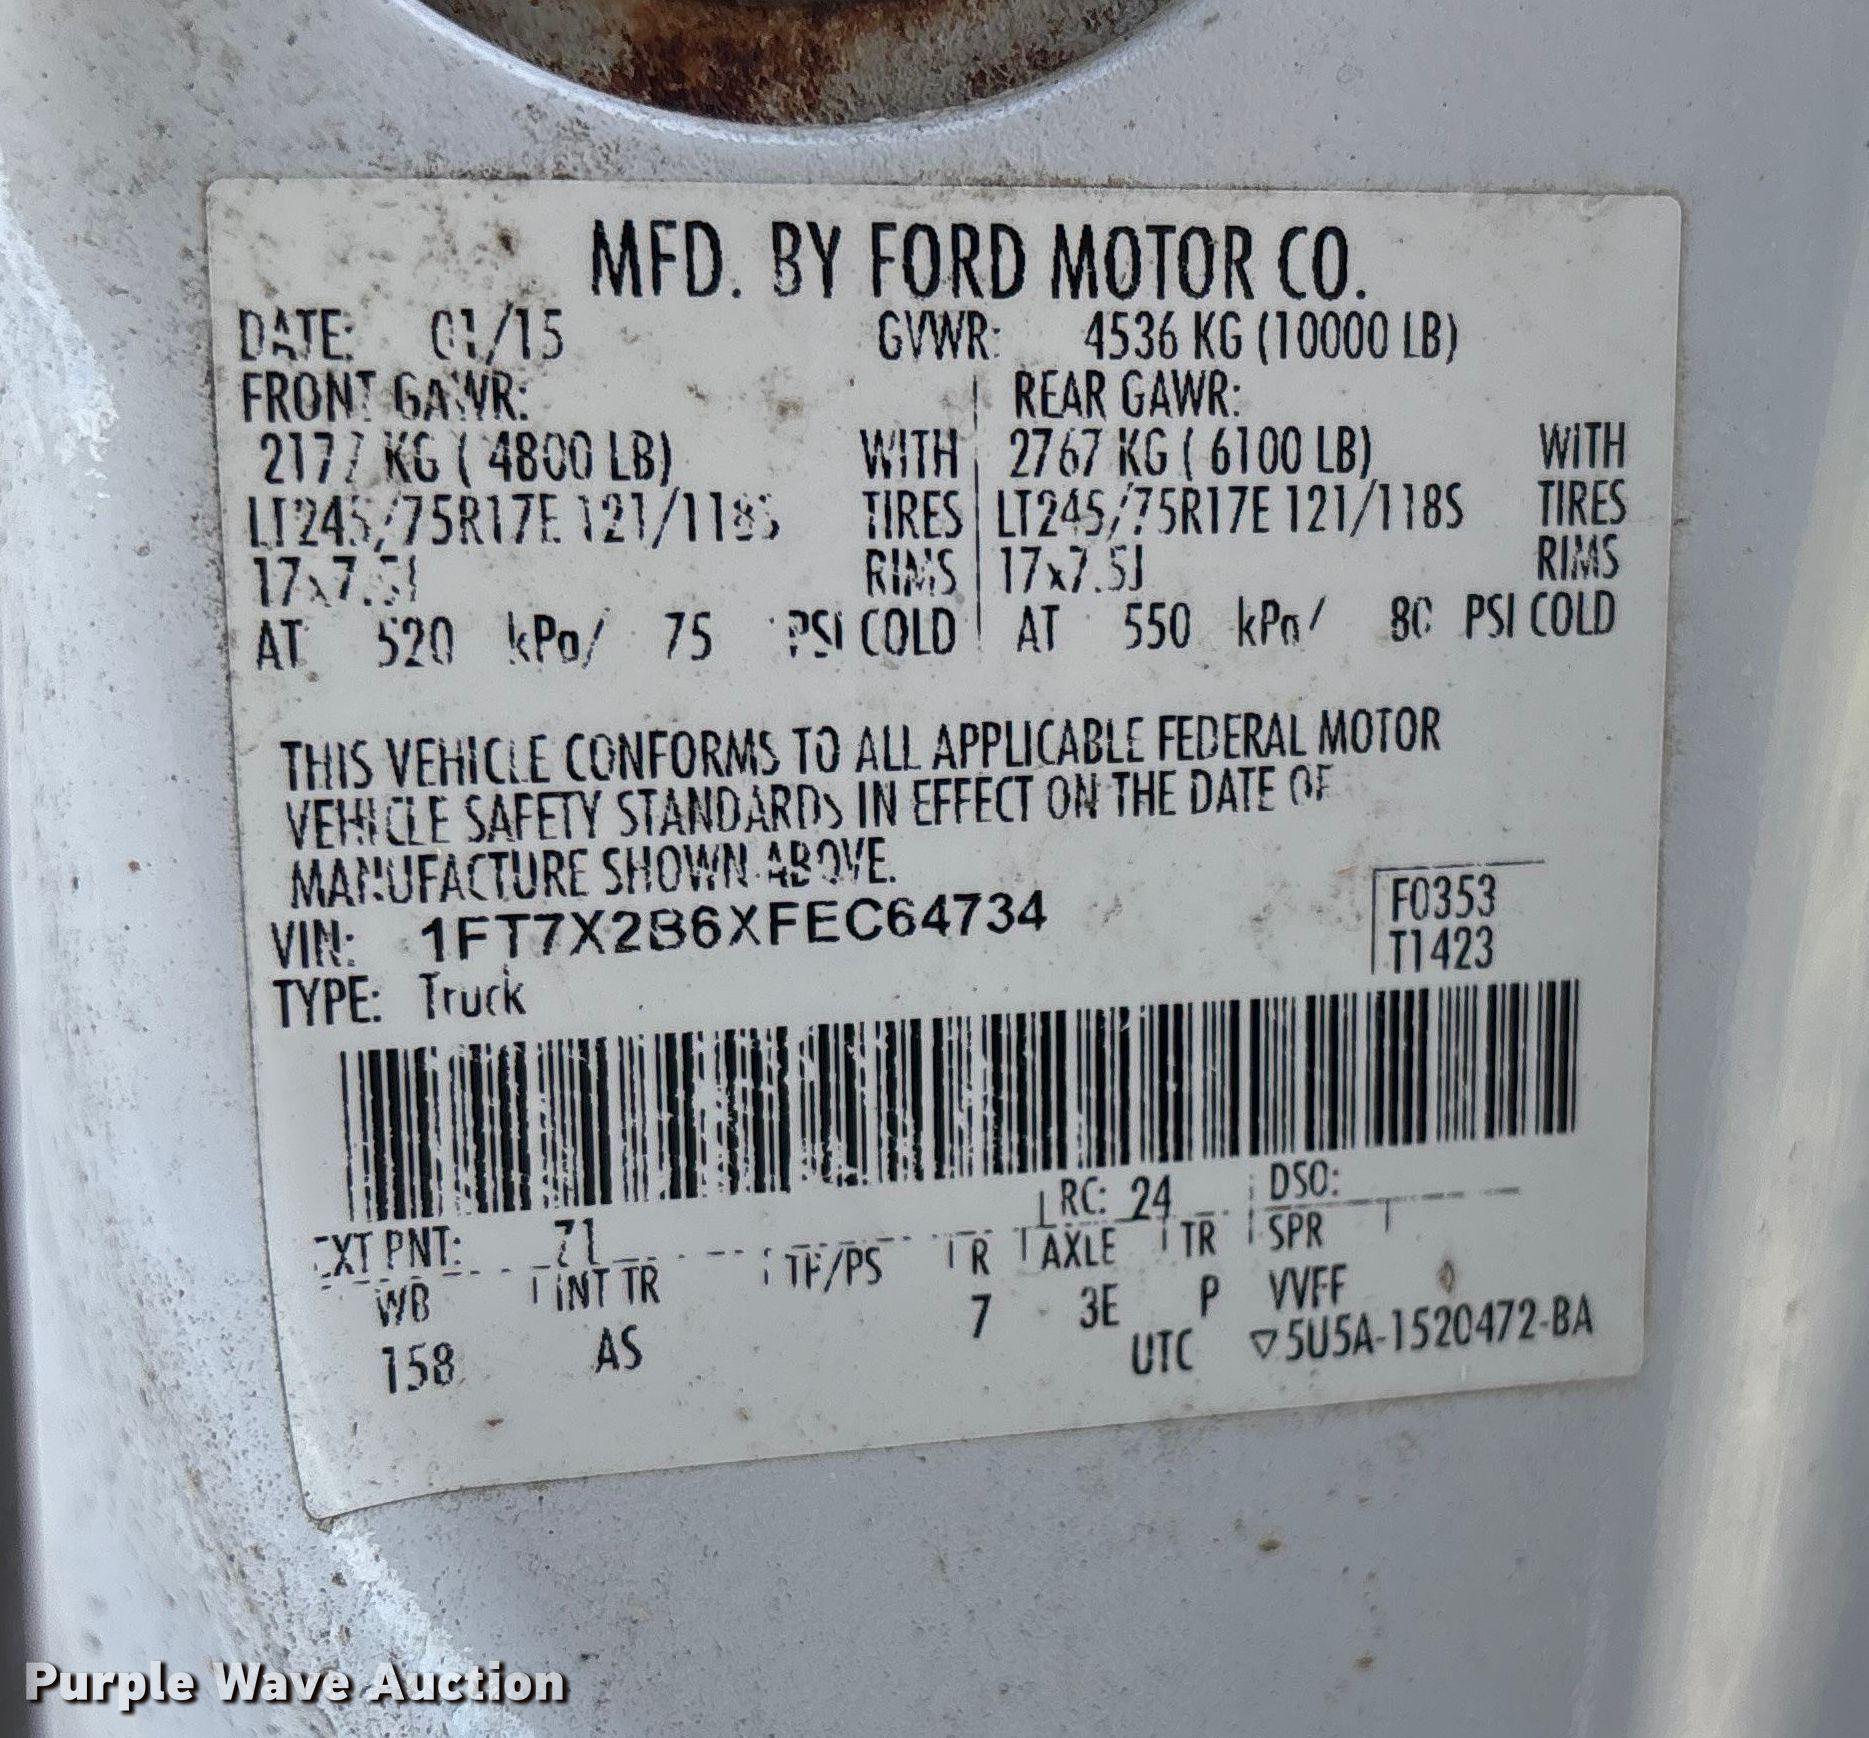 MFD. BY FORD MOTOR CO.
DATE: 01/15 GVWR: 4536 KG (10000 LB)
FRONT GAWR: REAR GAWR:
2177 KG ( 4800 LB) WITH 2767 KG ( 6100 LB) WITH
LT245/75R17E 121/118S TIRES LT245/75R17E 121/118S TIRES
17x7.5J RIMS 17x7.5J RIMS
AT 520 kPa/ 75 PSI COLD AT 550 kPa/ 80 PSI COLD
THIS VEHICLE CONFORMS TO ALL APPLICABLE FEDERAL MOTOR
VEHICLE SAFETY STANDARDS IN EFFECT ON THE DATE OF
MANUFACTURE SHOWN ABOVE.
VIN: 1FT7X2B6XFEC64734
F0353
T1423
TYPE: Truck
EXT PNT: Z1 RC: 24 DSO:
WB INT TR TP/PS R AXLE TR SPR
158 AS 7 3E P VVFF
UTC ▽5U5A-1520472-BA
Purple Wave Auction